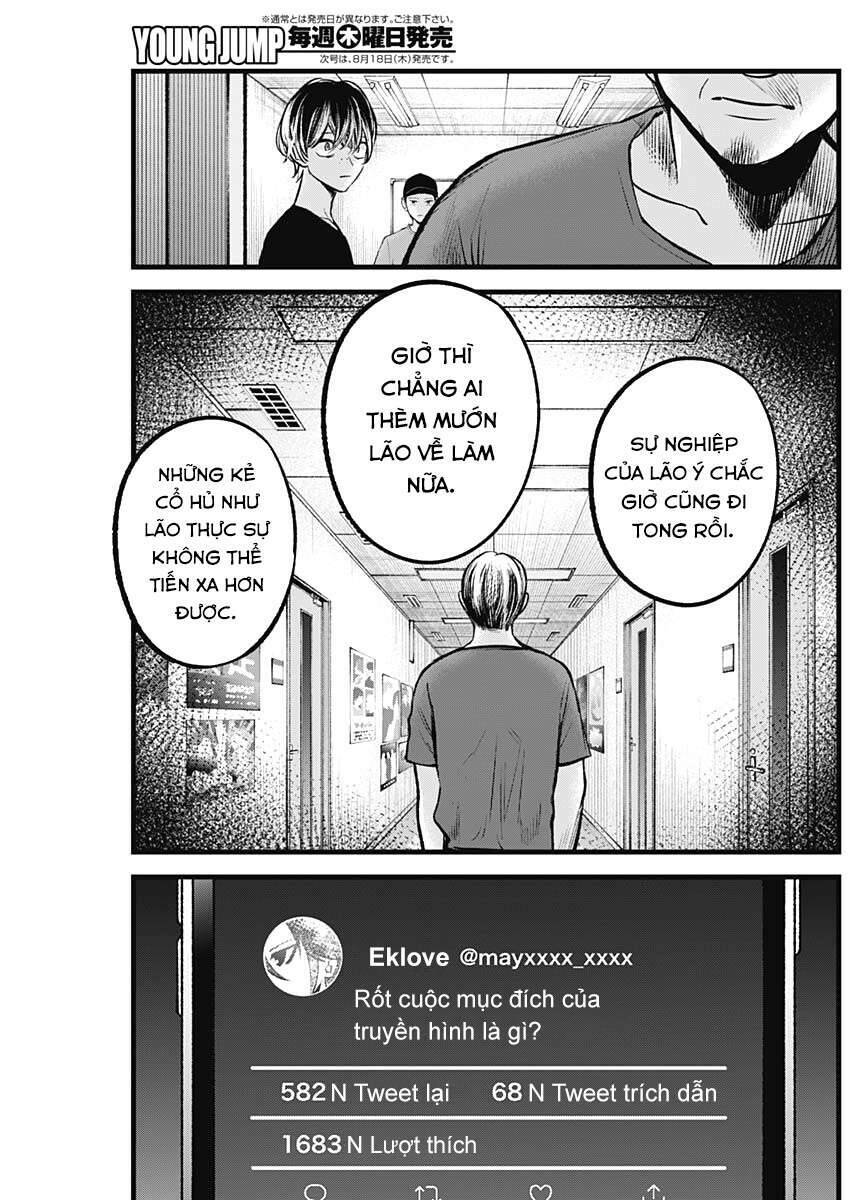 ※通常とは発売日が異なります。ご注意下さい。
YOUNG JUMP 毎週木曜日発売
次号は、8月18日(木)発売です。
SỰ NGHIỆP
CỦA LÃO Ý CHẮC
GIỜ CŨNG ĐI
TONG RỒI.
GIỜ THÌ
CHẲNG AI
THÈM MƯỚN
LÃO VỀ LÀM
NỮA.
NHỮNG KẺ
CỔ HỦ NHƯ
LÃO THỰC SỰ
KHÔNG THỂ
TIẾN XA HƠN
ĐƯỢC.
Eklove @mayxxxx_xxxx
Rốt cuộc mục đích của
truyền hình là gì?
582 N Tweet lại 68 N Tweet trích dẫn
1683 N Lượt thích